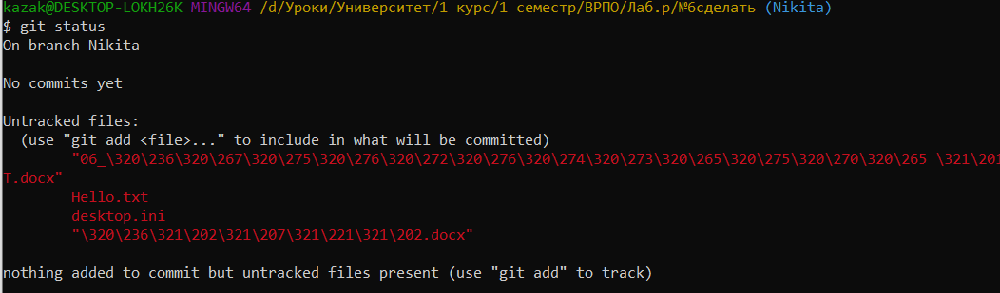 kazak@DESKTOP-LOKH26K MINGW64 /d/Уроки/Университет/1 курс/1 семестр/ВРПО/Лаб.р/№6сделать (Nikita)
$ git status
On branch Nikita
No commits yet
Untracked files:
(use "git add <file>..." to include in what will be committed)
"06_\320\236\320\267\320\275\320\276\320\272\320\276\320\274\320\273\320\265\320\275\320\270\320\265 \321\201
T.docx"
Hello.txt
desktop.ini
"\320\236\321\202\321\207\321\221\321\202.docx"
nothing added to commit but untracked files present (use "git add" to track)